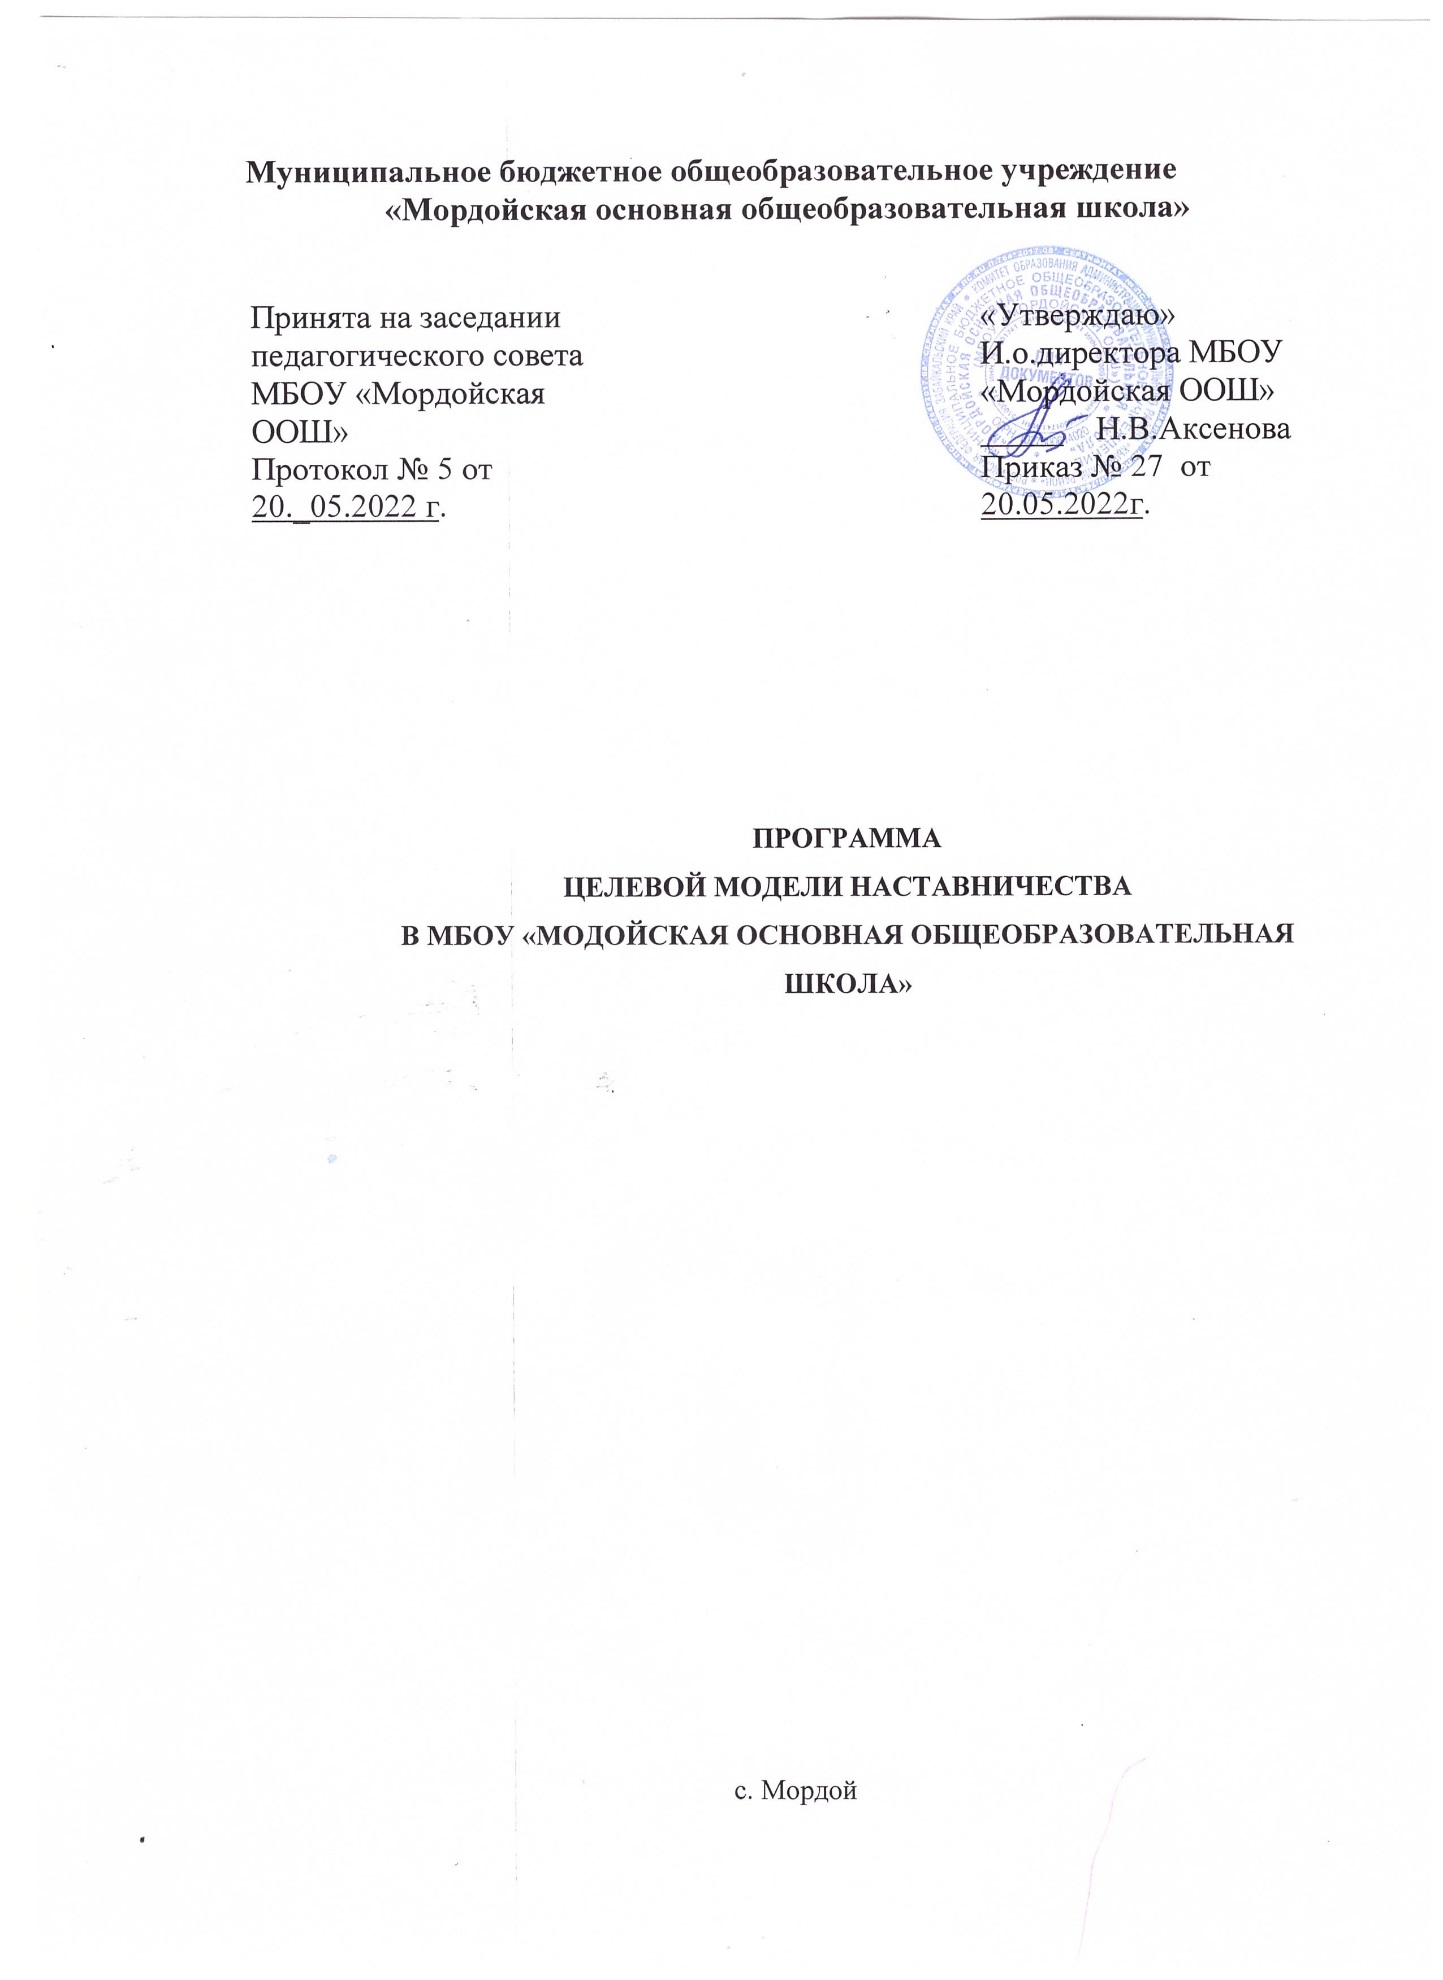 Муниципальное бюджетное общеобразовательное учреждение
«Мордойская основная общеобразовательная школа»
Принята на заседании
педагогического совета
МБОУ «Мордойская
ООШ»
Протокол № 5 от
20._05.2022 г.
«Утверждаю»
И.о.директора МБОУ
«Мордойская ООШ»
_____ Н.В.Аксенова
Приказ № 27 от
20.05.2022г.
ДОКУМЕНТОВ
ПРОГРАММА
ЦЕЛЕВОЙ МОДЕЛИ НАСТАВНИЧЕСТВА
В МБОУ «МОДОЙСКАЯ ОСНОВНАЯ ОБЩЕОБРАЗОВАТЕЛЬНАЯ
ШКОЛА»
с. Мордой